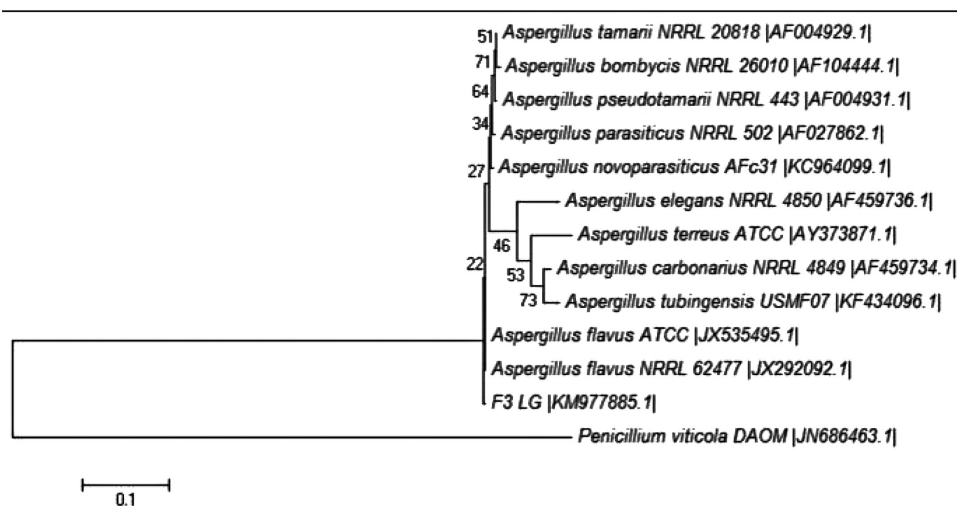 51 Aspergillus tamarii NRRL 20818 |AF004929.1|
71 Aspergillus bombycis NRRL 26010 |AF104444.1|
64 Aspergillus pseudotamarii NRRL 443 |AF004931.1|
34 Aspergillus parasiticus NRRL 502 |AF027862.1|
27 Aspergillus novoparasiticus AFc31 |KC964099.1|
Aspergillus elegans NRRL 4850 |AF459736.1|
46 Aspergillus terreus ATCC |AY373871.1|
22 53 Aspergillus carbonarius NRRL 4849 |AF459734.1|
73 Aspergillus tubingensis USMF07 |KF434096.1|
Aspergillus flavus ATCC |JX535495.1|
Aspergillus flavus NRRL 62477 |JX292092.1|
F3 LG |KM977885.1|
Penicillium viticola DAOM |JN686463.1|
0.1